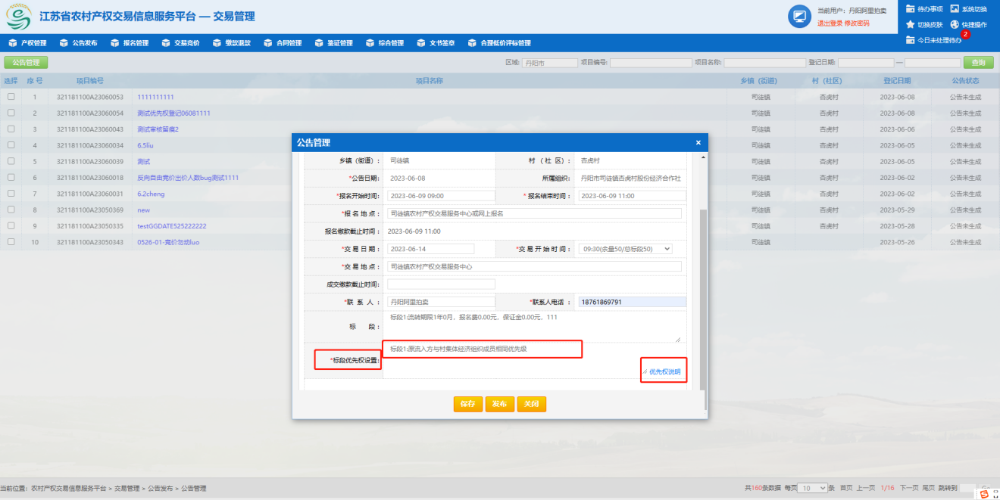 江苏省农村产权交易信息服务平台 — 交易管理
当前用户：丹阳阿里拍卖
退出登录 修改密码
待办事项 系统切换
切换皮肤 快捷操作
今日未处理待办 2
产权管理 公告发布 报名管理 交易竞价 缴款退款 合同管理 鉴证管理 综合管理 文书签章 合理低价评标管理
公告管理 区域: 丹阳市 项目编号: 项目名称: 登记日期: — 查询
选择 序 号 项目编号 项目名称 乡镇（街道） 村（社区） 登记日期 公告状态
1 321181100A23060053 1111111111 司徒镇 杏虎村 2023-06-08 公告未生成
2 321181100A23060054 测试优先权登记06081111 司徒镇 杏虎村 2023-06-08 公告未生成
3 321181100A23060043 测试审核留痕2 司徒镇 杏虎村 2023-06-06 公告未生成
4 321181100A23060034 6.5liu 司徒镇 杏虎村 2023-06-05 公告未生成
5 321181100A23060039 测试 司徒镇 杏虎村 2023-06-05 公告未生成
6 321181100A23060018 反向自由竞价出价人数bug测试1111 司徒镇 杏虎村 2023-06-02 公告未生成
7 321181100A23060031 6.2cheng 司徒镇 杏虎村 2023-06-02 公告未生成
8 321181100A23050369 new 司徒镇 杏虎村 2023-05-29 公告未生成
9 321181100A23050335 testGGDATE525222222 司徒镇 杏虎村 2023-05-28 公告未生成
10 321181100A23050343 0526-01-竞价勿动luo 司徒镇 2023-05-26 公告未生成
公告管理 ×
乡镇（街道）: 司徒镇 村（社 区）: 杏虎村
*公告日期: 2023-06-08 所属组织: 丹阳市司徒镇杏虎村股份经济合作社
*报名开始时间: 2023-06-09 09:00 * 报名结束时间 : 2023-06-09 11:00
*报 名 地 点 : 司徒镇农村产权交易服务中心或网上报名
报名缴款截止时间 : 2023-06-09 11:00
*交 易 日 期 : 2023-06-14 *交 易 开 始 时 间 : 09:30(余量50/总标段50)
*交 易 地 点 : 司徒镇农村产权交易服务中心
成交缴款截止时间:
*联 系 人 : 丹阳阿里拍卖 *联系人电话 : 18761869791
标 段 : 标段1:流转期限1年0月，报名费0.00元，保证金0.00元，111
*标段优先权设置: 标段1:原流入方与村集体经济组织成员相同优先级
优先权说明
保存 发布 关闭
当前位置：农村产权交易信息服务平台 > 交易管理 > 公告发布 > 公告管理 共160条数据 每页 10 条 首页 上一页 1/16 下一页 尾页 跳转到